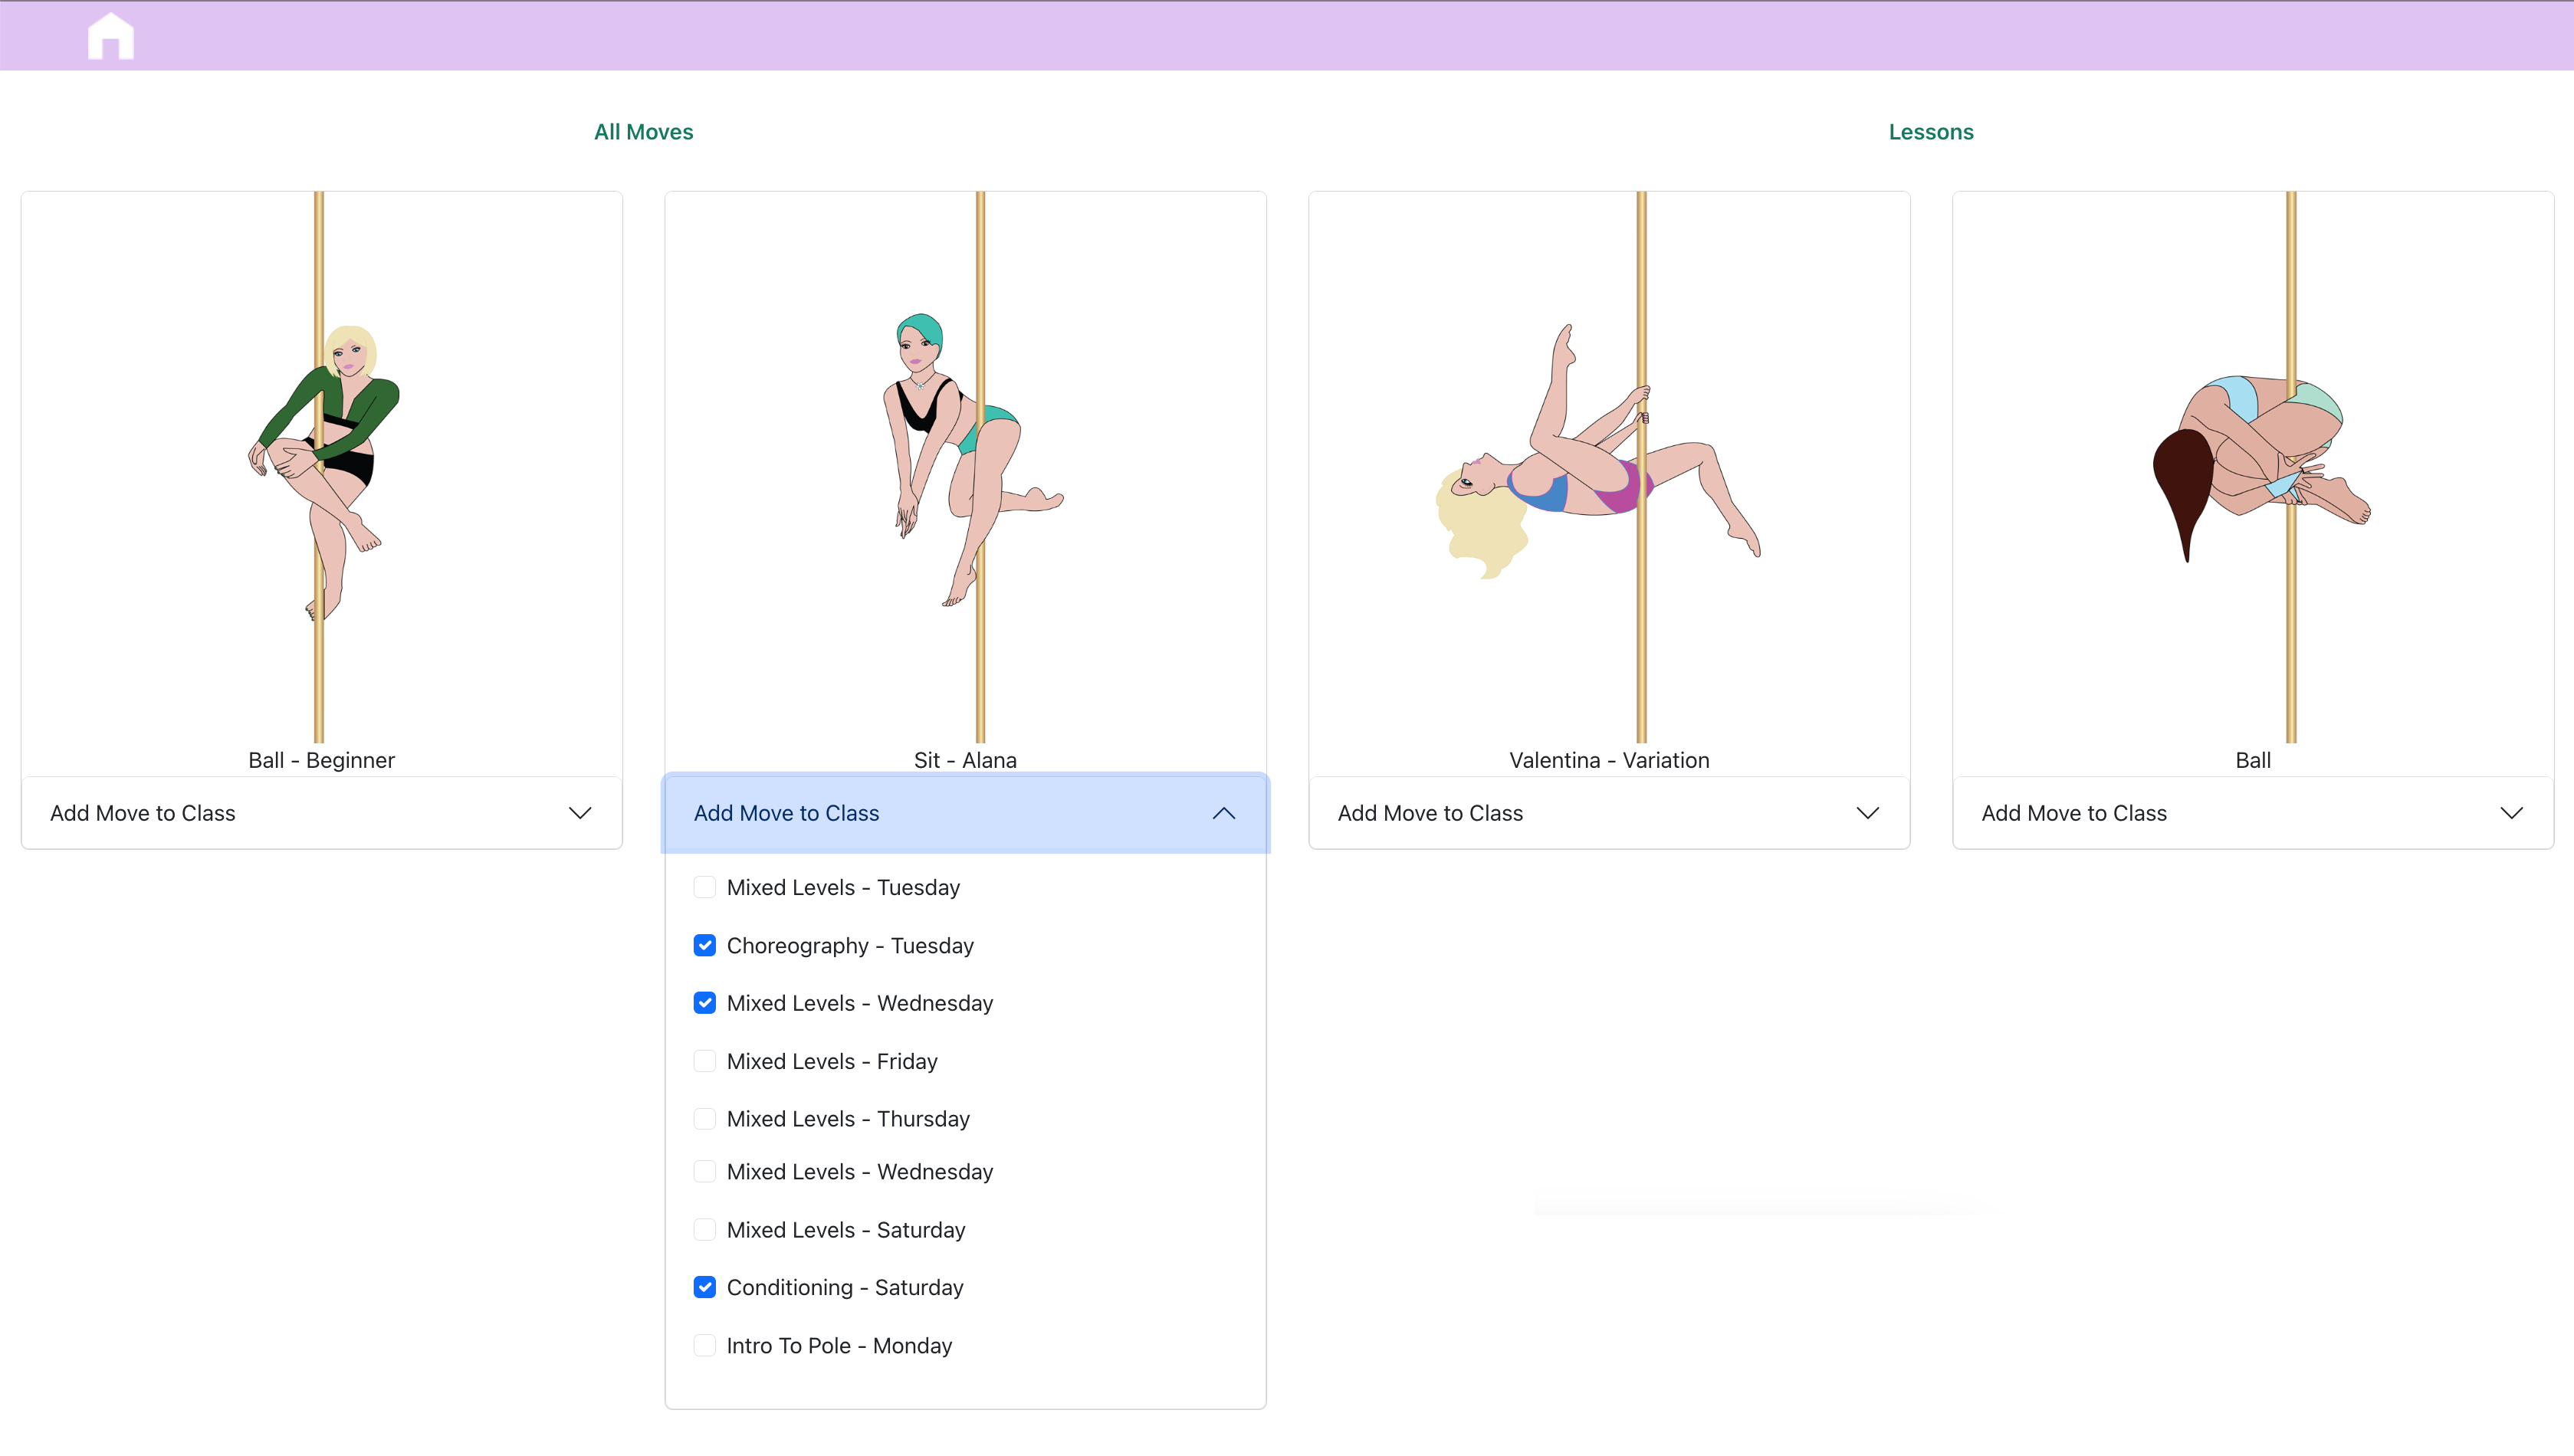 All Moves
Lessons
Ball - Beginner
Add Move to Class
Sit - Alana
Add Move to Class
Mixed Levels - Tuesday
Choreography - Tuesday
Mixed Levels - Wednesday
Mixed Levels - Friday
Mixed Levels - Thursday
Mixed Levels - Wednesday
Mixed Levels - Saturday
Conditioning - Saturday
Intro To Pole - Monday
Valentina - Variation
Add Move to Class
Ball
Add Move to Class